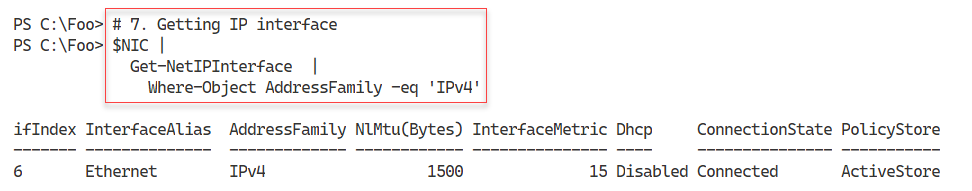 PS C:\Foo> # 7. Getting IP interface
PS C:\Foo> $NIC |
Get-NetIPInterface  |
Where-Object AddressFamily -eq 'IPv4'
ifIndex InterfaceAlias  AddressFamily NlMtu(Bytes) InterfaceMetric Dhcp     ConnectionState PolicyStore
------- --------------  ------------- ------------ --------------- ----     --------------- -----------
6       Ethernet        IPv4                  1500              15 Disabled Connected       ActiveStore